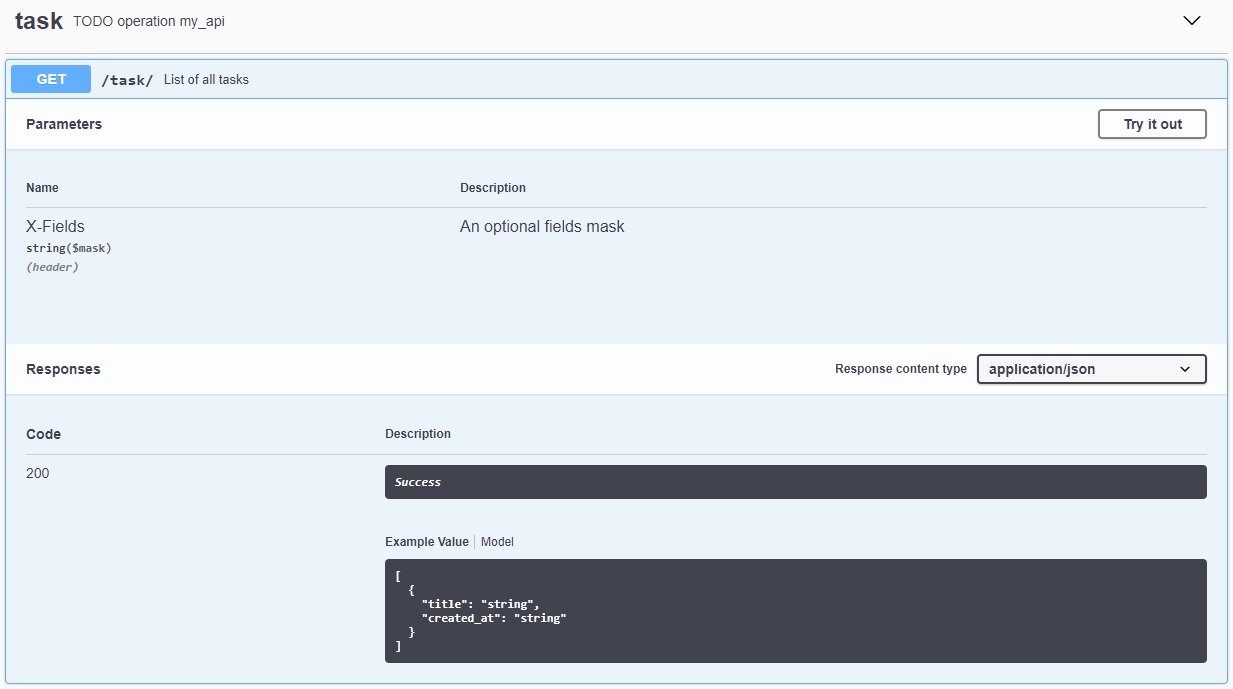 task TODO operation my_api
GET /task/ List of all tasks
Parameters Try it out
Name Description
X-Fields An optional fields mask
string($mask)
(header)
Responses Response content type application/json
Code Description
200 Success
Example Value Model
[
  {
    "title": "string",
    "created_at": "string"
  }
]